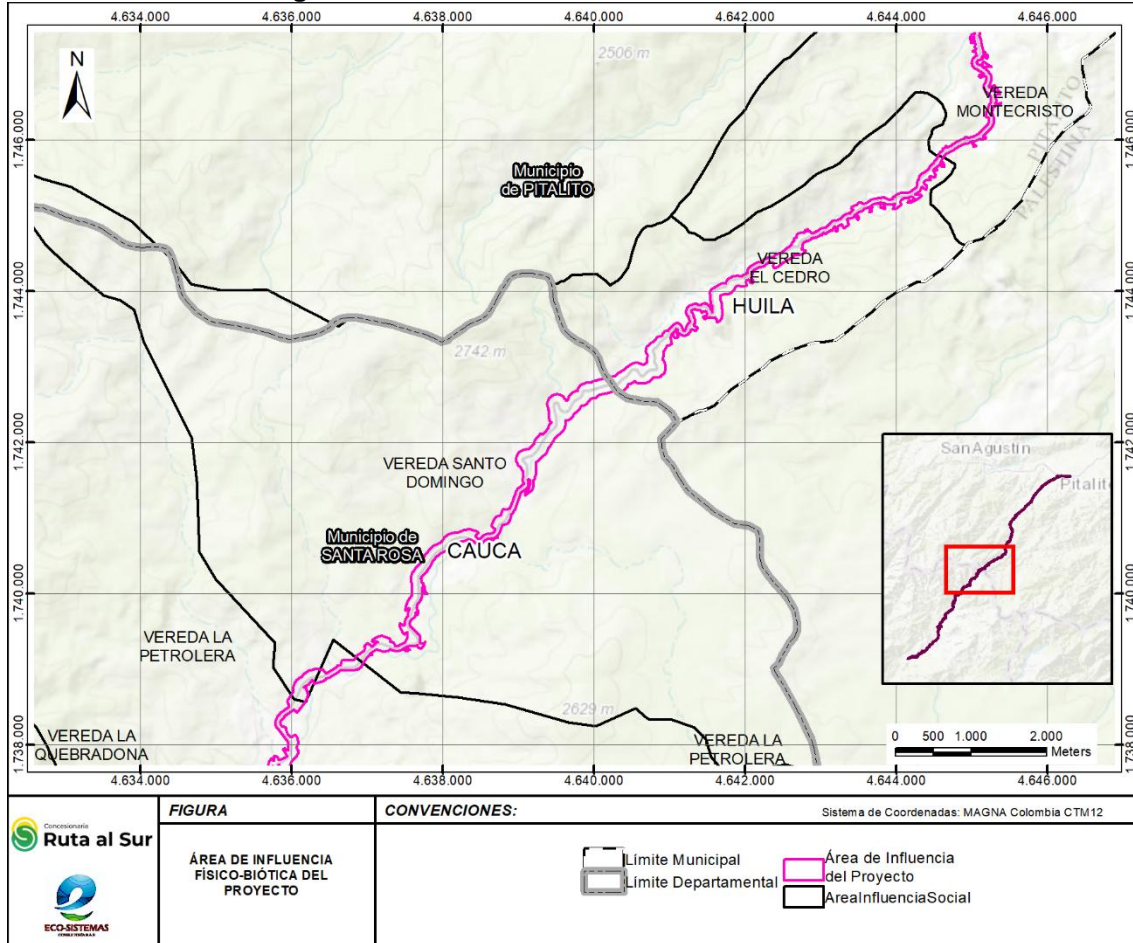 4.634.000 4.636.000 4.638.000 4.640.000 4.642.000 4.644.000 4.646.000
N
2506 m
VEREDA
MONTECRISTO
1.746.000
1.746.000
PITALITO
PALESTINA
Municipio
de PITALITO
VEREDA
EL CEDRO
1.744.000
1.744.000
HUILA
2742 m
1.742.000
1.742.000
VEREDA SANTO
DOMINGO
San Agustín
Pitalit
Municipio de
SANTA ROSA
CAUCA
1.740.000
1.740.000
VEREDA LA
PETROLERA
2629 m
VEREDA LA
QUEBRADONA
VEREDA LA
PETROLERA
0 500 1.000 2.000
Meters
1.738.000
1.738.000
4.634.000 4.636.000 4.638.000 4.640.000 4.642.000 4.644.000 4.646.000
Concesionaria
Ruta al Sur
ECO-SISTEMAS
FIGURA
ÁREA DE INFLUENCIA
FÍSICO-BIÓTICA DEL
PROYECTO
CONVENCIONES:
Sistema de Coordenadas: MAGNA Colombia CTM12
Límite Municipal
Límite Departamental
Área de Influencia
del Proyecto
AreaInfluenciaSocial